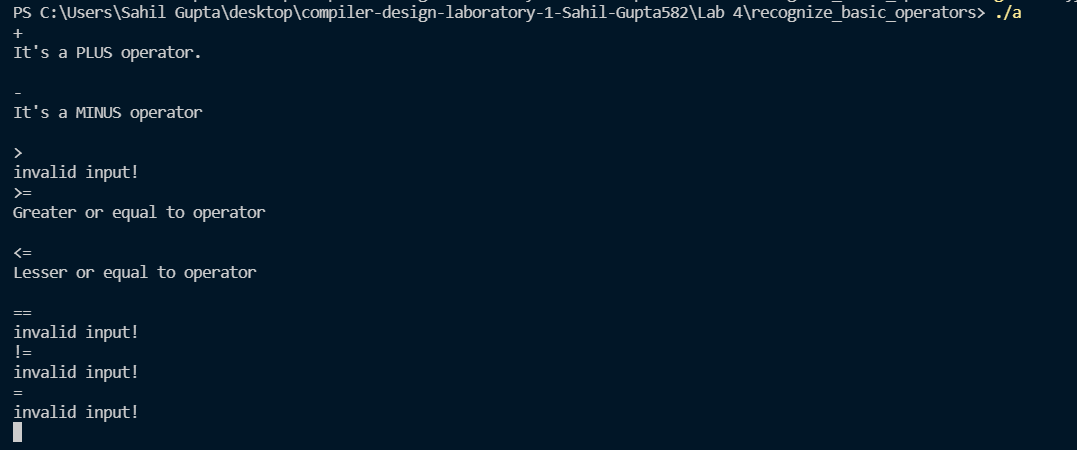 PS C:\Users\Sahil Gupta\desktop\compiler-design-laboratory-1-Sahil-Gupta582\Lab 4\recognize_basic_operators> ./a
+
It's a PLUS operator.
-
It's a MINUS operator
>
invalid input!
>=
Greater or equal to operator
<=
Lesser or equal to operator
==
invalid input!
!=
invalid input!
=
invalid input!